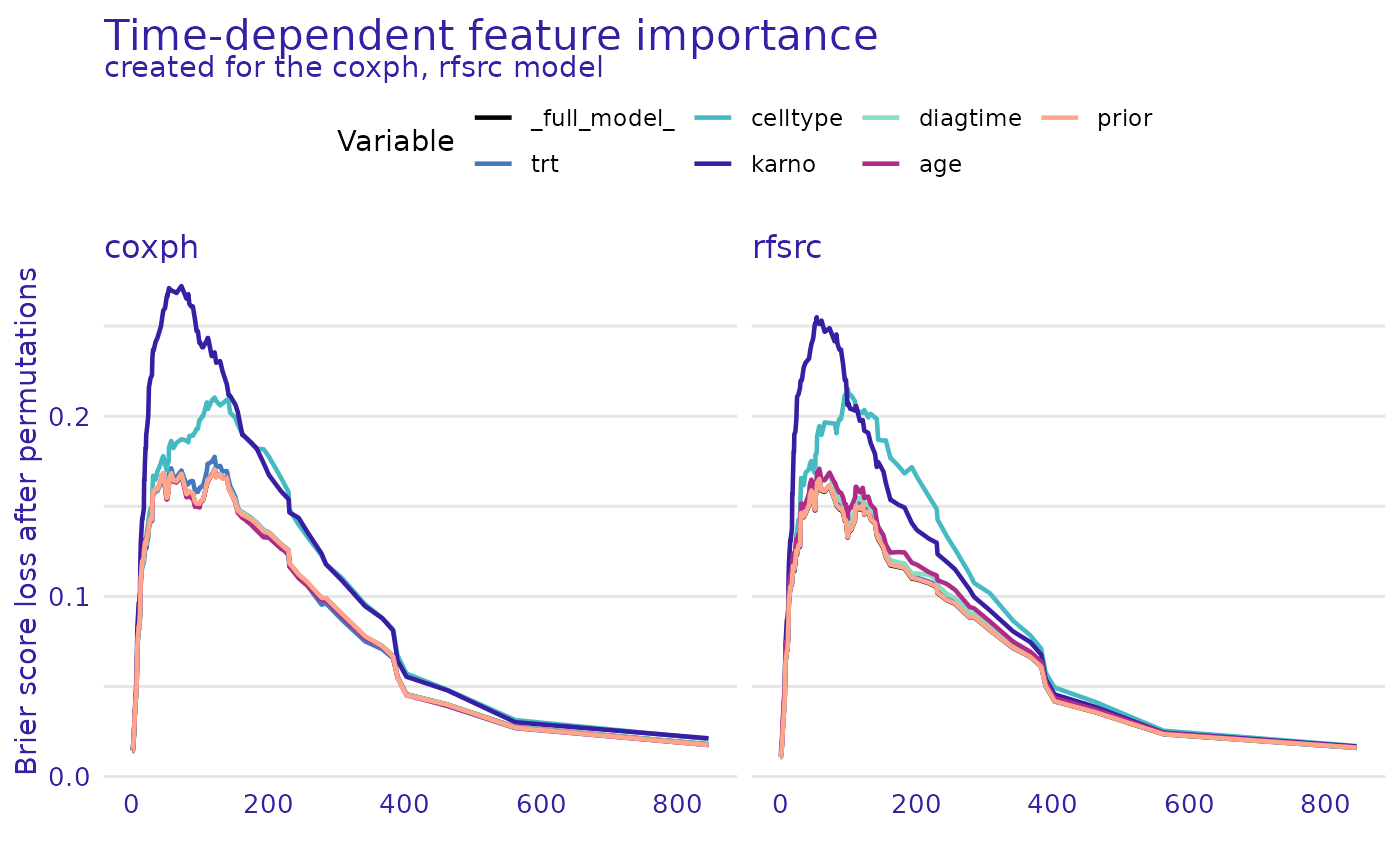 Time-dependent feature importance
created for the coxph, rfsrc model
Variable
_full_model_ celltype diagtime prior
trt karno age
coxph rfsrc
Brier score loss after permutations
0.2
0.1
0.0
0 200 400 600 800 0 200 400 600 800